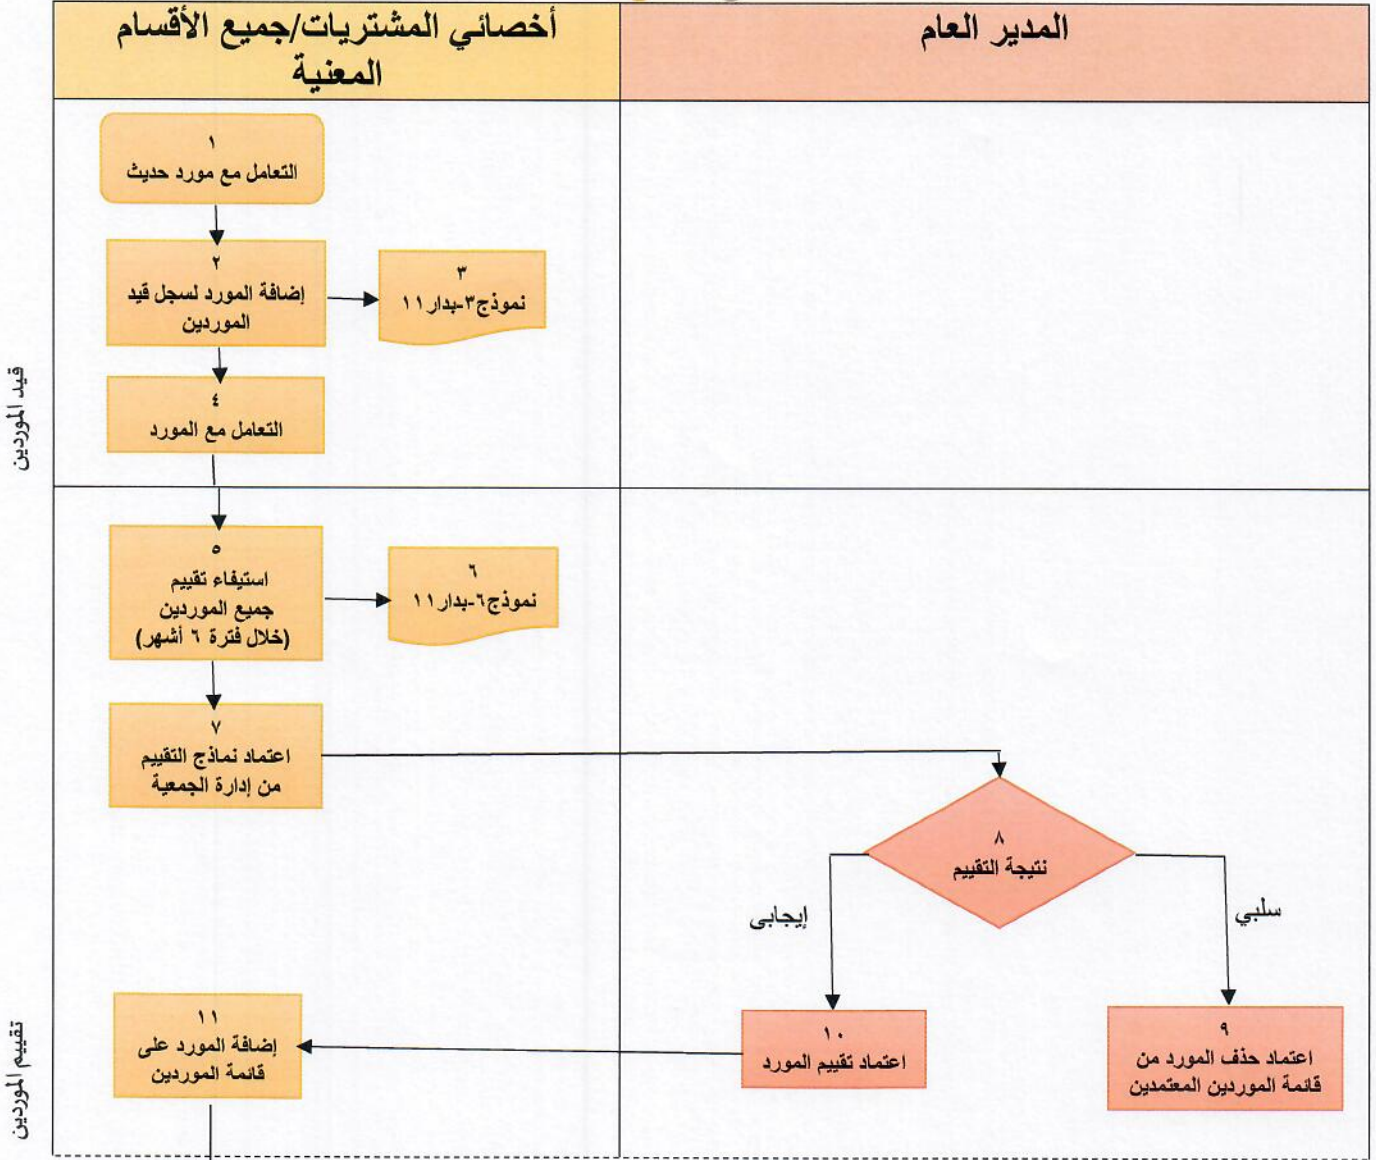 المدير العام
أخصائي المشتريات/جميع الأقسام
المعنية
قيد الموردين
١
التعامل مع مورد حديث
٢
إضافة المورد لسجل قيد
الموردين
٣
نموذج٣-بدار١١
٤
التعامل مع المورد
تقييم الموردين
٥
استيفاء تقييم
جميع الموردين
(خلال فترة ٦ أشهر)
٦
نموذج٦-بدار١١
٧
اعتماد نماذج التقييم
من إدارة الجمعية
٨
نتيجة التقييم
سلبي
إيجابى
٩
اعتماد حذف المورد من
قائمة الموردين المعتمدين
١٠
اعتماد تقييم المورد
١١
إضافة المورد على
قائمة الموردين